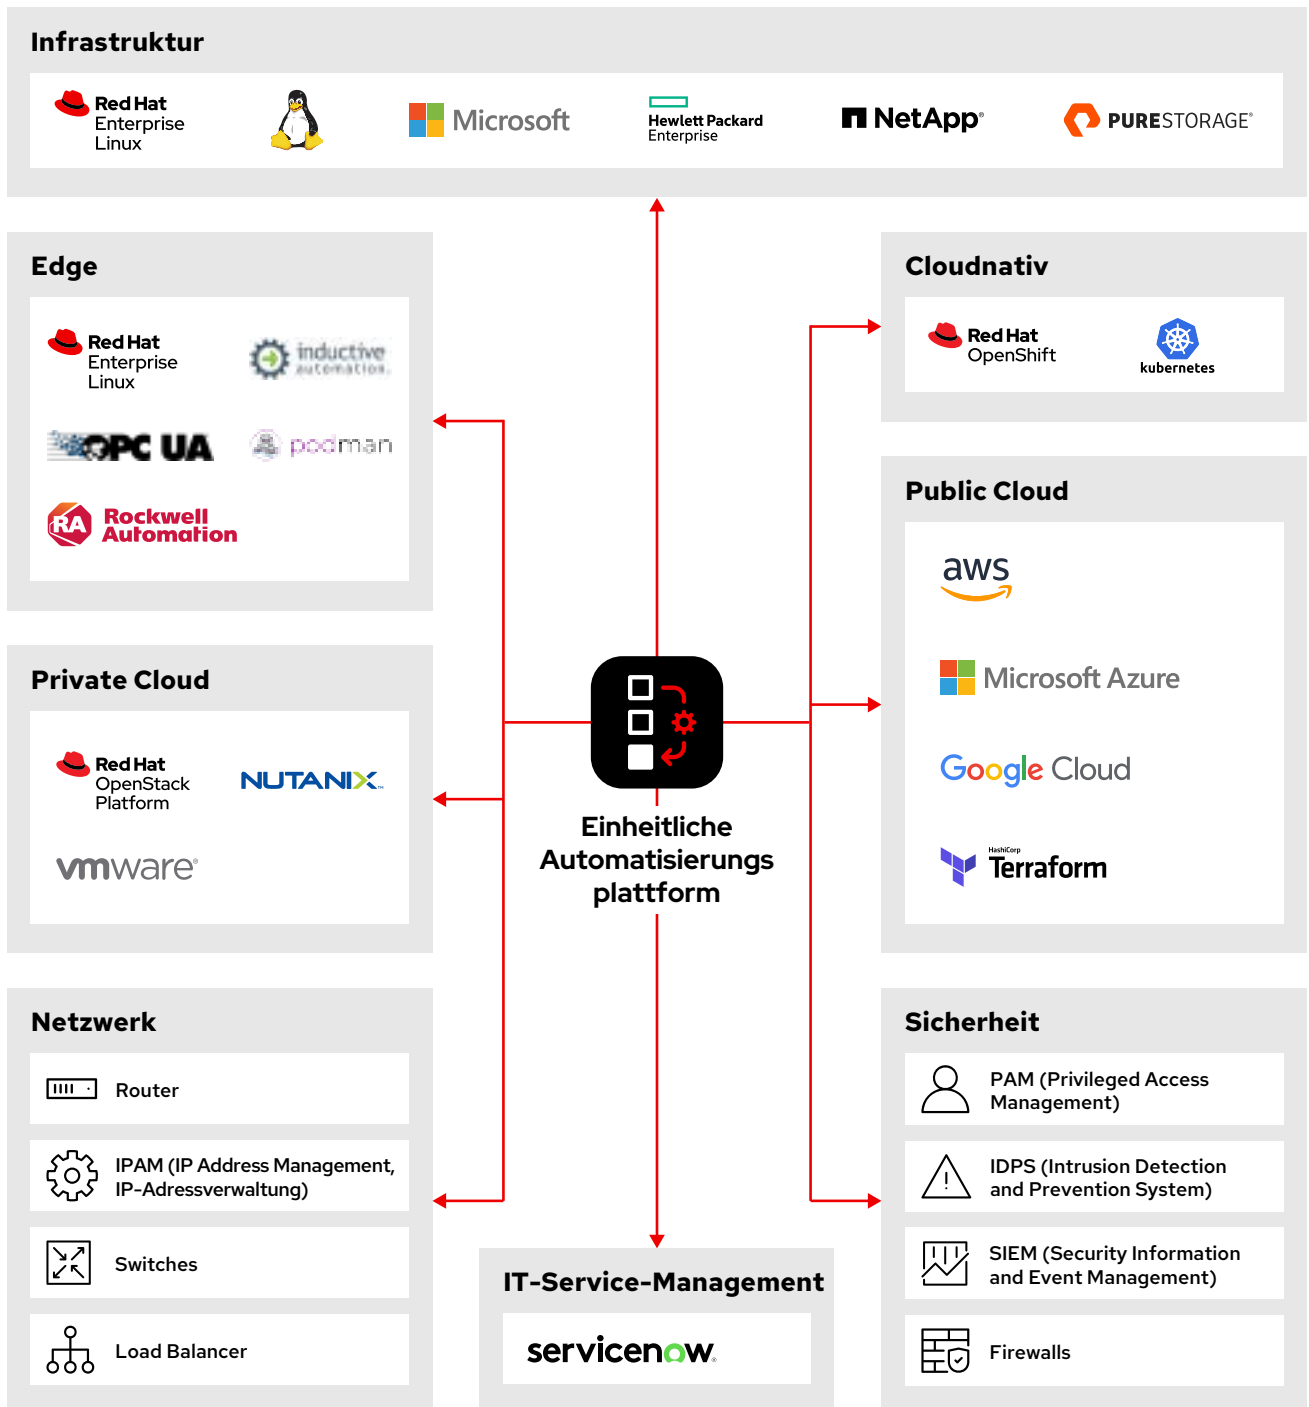 Infrastruktur
Red Hat
Enterprise
Linux
Microsoft
Hewlett Packard
Enterprise
NetApp®
PURESTORAGE®
Edge
Red Hat
Enterprise
Linux
inductive
automation.
OPC UA
podman
RA
Rockwell
Automation
Private Cloud
Red Hat
OpenStack
Platform
NUTANIX™
vmware®
Netzwerk
Router
IPAM (IP Address Management,
IP-Adressverwaltung)
Switches
Load Balancer
Einheitliche
Automatisierungs
plattform
IT-Service-Management
servicenow®
Cloudnativ
Red Hat
OpenShift
kubernetes
Public Cloud
aws
Microsoft Azure
Google Cloud
HashiCorp
Terraform
Sicherheit
PAM (Privileged Access
Management)
IDPS (Intrusion Detection
and Prevention System)
SIEM (Security Information
and Event Management)
Firewalls